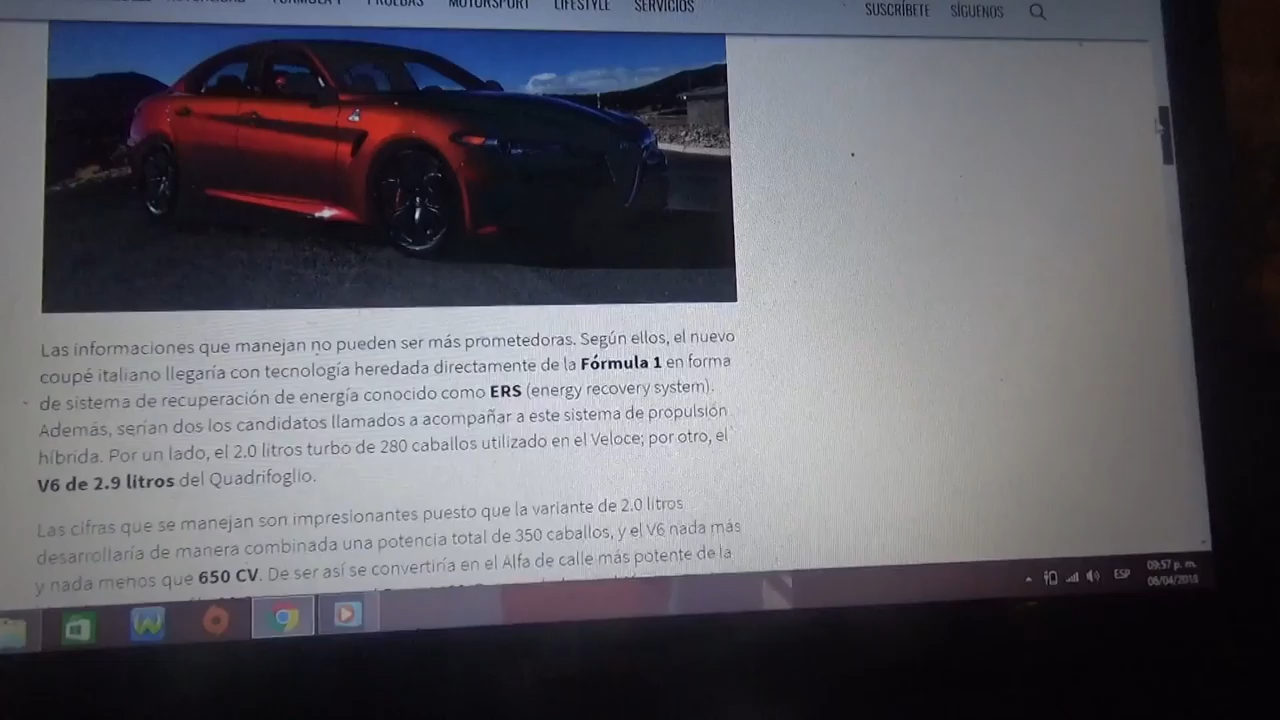 MOTORSPORT LIFESTYLE SERVICIOS SUSCRÍBETE SÍGUENOS
Las informaciones que manejan no pueden ser más prometedoras. Según ellos, el nuevo
coupé italiano llegaría con tecnología heredada directamente de la Fórmula 1 en forma
de sistema de recuperación de energía conocido como ERS (energy recovery system).
Además, serían dos los candidatos llamados a acompañar a este sistema de propulsión
híbrida. Por un lado, el 2.0 litros turbo de 280 caballos utilizado en el Veloce; por otro, el
V6 de 2.9 litros del Quadrifoglio.
Las cifras que se manejan son impresionantes puesto que la variante de 2.0 litros
desarrollaría de manera combinada una potencia total de 350 caballos, y el V6 nada más
y nada menos que 650 CV. De ser así se convertiría en el Alfa de calle más potente de la
ESP
09:57 p. m.